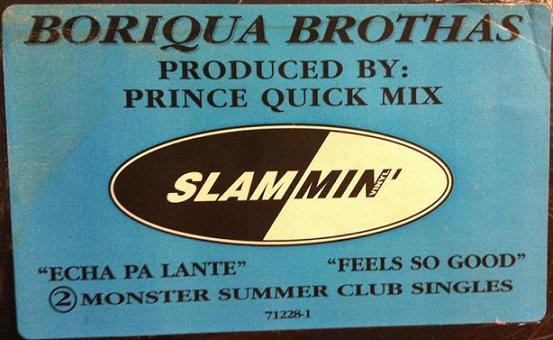 BORIQUA BROTHAS
PRODUCED BY:
PRINCE QUICK MIX
SLAMMIN'
VINYL
"ECHA PA LANTE" "FEELS SO GOOD"
2 MONSTER SUMMER CLUB SINGLES
71228-1